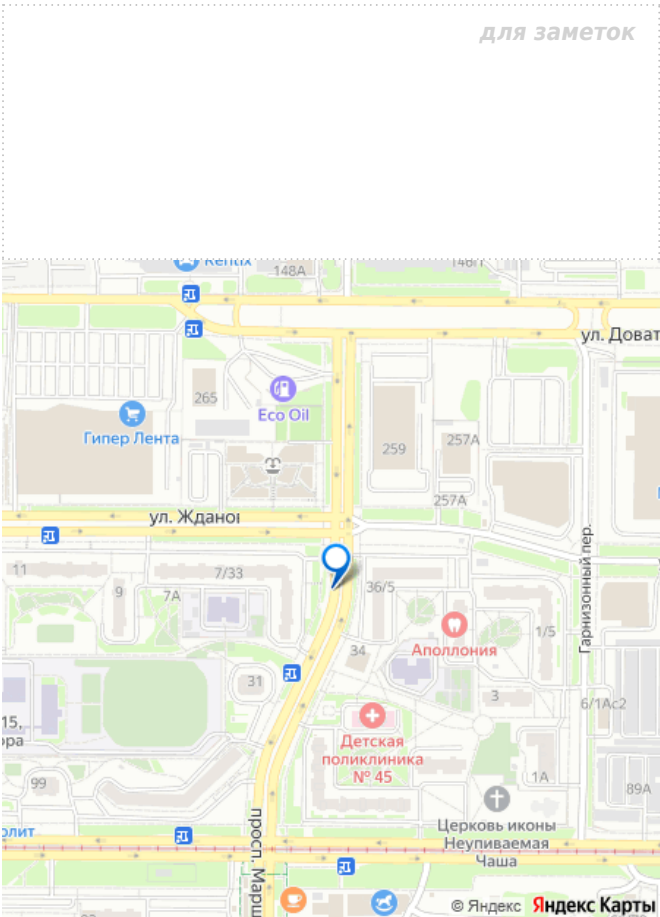 для заметок
Rentix
148А
ул. Доват
265
Eco Oil
Гипер Лента
259
257А
257А
ул. Жданог
Гарнизонный пер.
11
7/33
9
7А
36/5
Аполлония
1/5
34
31
3
6/1Ас2
15,
ора
Детская
поликлиника
№ 45
99
1А
89А
Церковь иконы
Неупиваемая
Чаша
олит
просп. Марш
© Яндекс Яндекс Карты